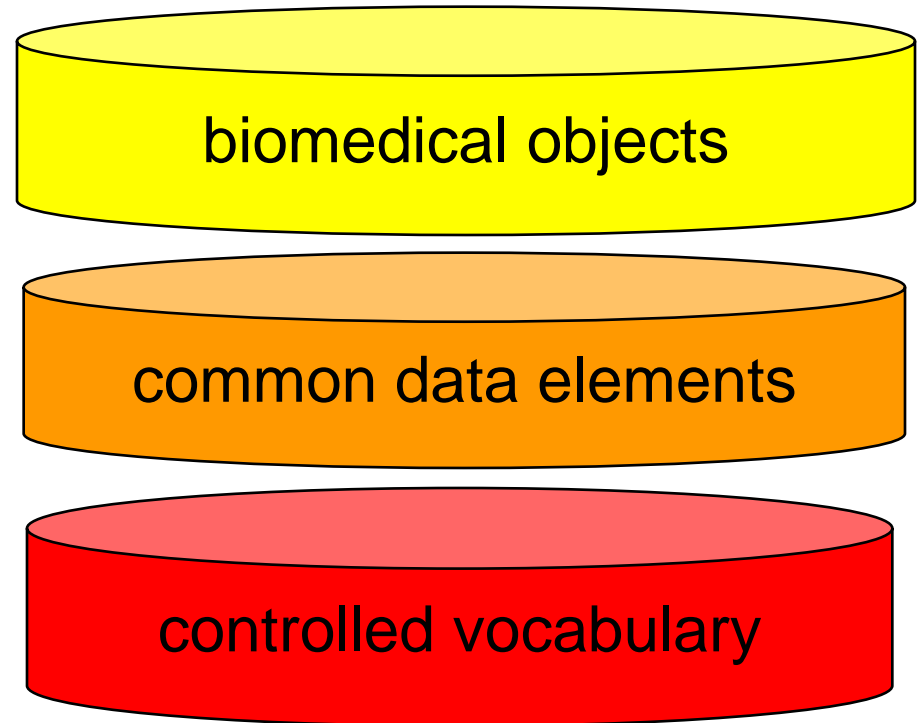 biomedical objects
common data elements
controlled vocabulary